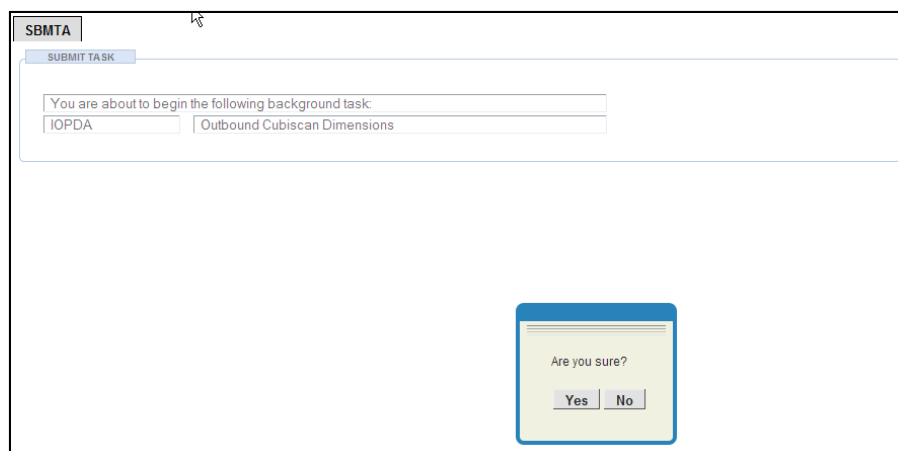 SBMTA
SUBMIT TASK
You are about to begin the following background task:
IOPDA Outbound Cubiscan Dimensions
Are you sure?
Yes No